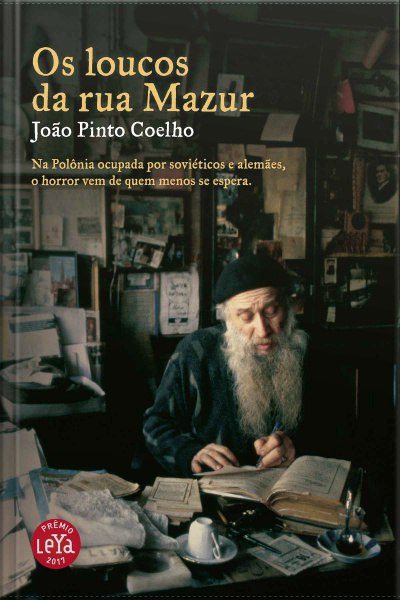 Os loucos
da rua Mazur
João Pinto Coelho
Na Polônia ocupada por soviéticos e alemães,
o horror vem de quem menos se espera.
PRÊMIO
LeYa
2017